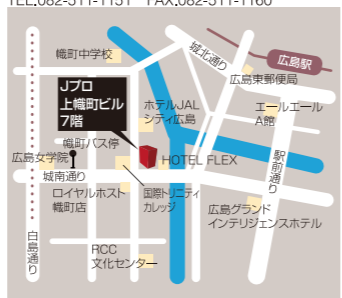 TEL.082-511-1151 FAX.082-511-1160
幟町中学校
城北通り
広島駅
広島東郵便局
Jプロ
上幟町ビル
7階
ホテルJAL
シティ広島
エールエール
A館
幟町バス停
広島女学院
城南通り
HOTEL FLEX
駅前通り
ロイヤルホスト
幟町店
国際トリニティ
カレッジ
広島グランド
インテリジェンスホテル
白島通り
RCC
文化センター